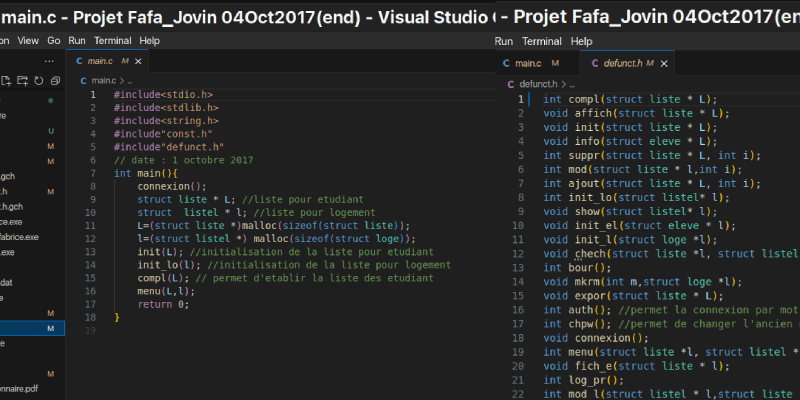 main.c - Projet Fafa_Jovin 04Oct2017(end) - Visual Studio
on View Go Run Terminal Help
main.c M
main.c > ...
1 #include<stdio.h>
2 #include<stdlib.h>
3 #include<string.h>
4 #include"const.h"
5 #include"defunct.h"
6 // date : 1 octobre 2017
7 int main(){
8 connexion();
9 struct liste * L; //liste pour etudiant
10 struct listel * l; //liste pour logement
11 L=(struct liste *)malloc(sizeof(struct liste));
12 l=(struct listel *) malloc(sizeof(struct loge));
13 init(L); //initialisation de la liste pour etudiant
14 init_lo(l); //initialisation de la liste pour logement
15 compl(L); // permet d'etablir la liste des etudiant
16 menu(L,l);
17 return 0;
18 }
19
re
U
M
.gch
.h M
t.h.gch
ce.exe
fabrice.exe
e.exe
.dat
e
M
M
re
e
onnaire.pdf
- Projet Fafa_Jovin 04Oct2017(en
Run Terminal Help
main.c M
defunct.h M
defunct.h > ...
1 int compl(struct liste * L);
2 void affich(struct liste * L);
3 void init(struct liste * L);
4 void info(struct eleve * L);
5 int suppr(struct liste * L, int i);
6 int mod(struct liste * l,int i);
7 int ajout(struct liste * L, int i);
8 int init_lo(struct listel* l);
9 void show(struct listel* l);
10 void init_el(struct eleve * l);
11 void init_l(struct loge *l);
12 void chech(struct liste *l, struct listel
13 int bour();
14 void mkrm(int m,struct loge *l);
15 void expor(struct liste * L);
16 int auth(); //permet la connexion par mot
17 int chpw(); //permet de changer l'ancien
18 void connexion();
19 int menu(struct liste *l, struct listel *
20 void fich_e(struct liste * l);
21 int log_pr();
22 int mod_l(struct listel * l,struct liste